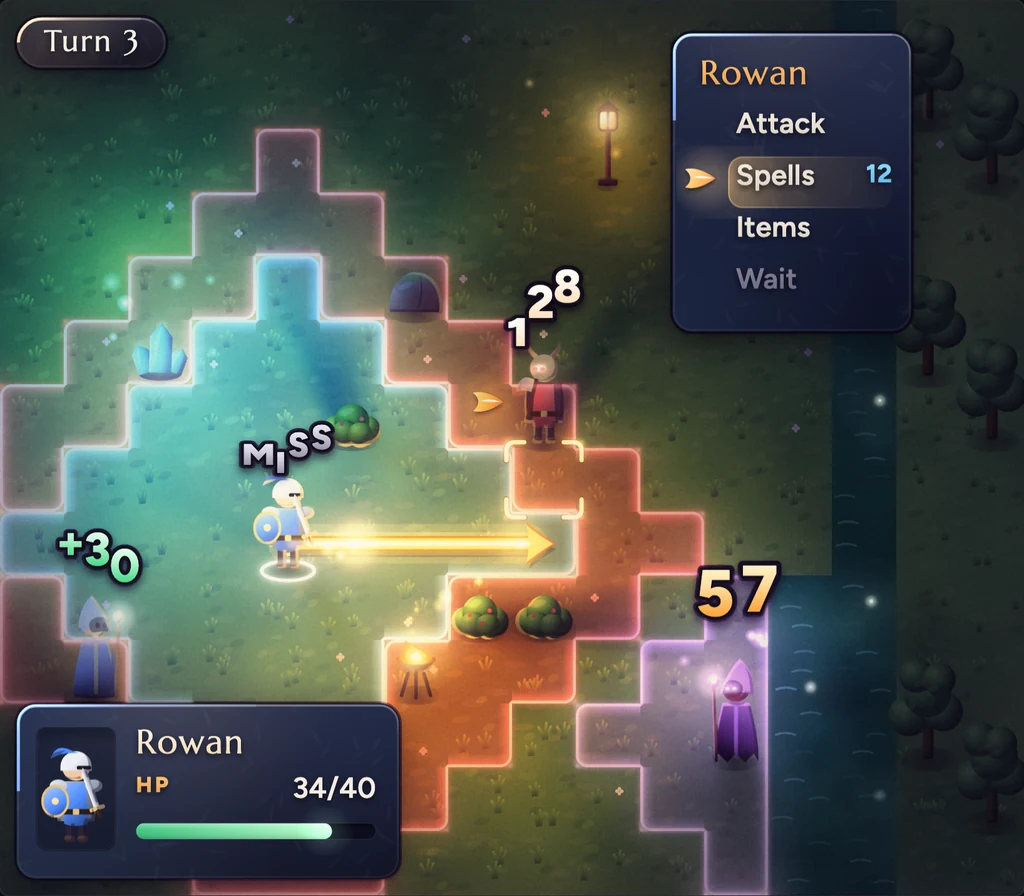 Turn 3
Rowan
Attack
Spells 12
Items
Wait
128
MISS
+30
57
Rowan
HP 34/40